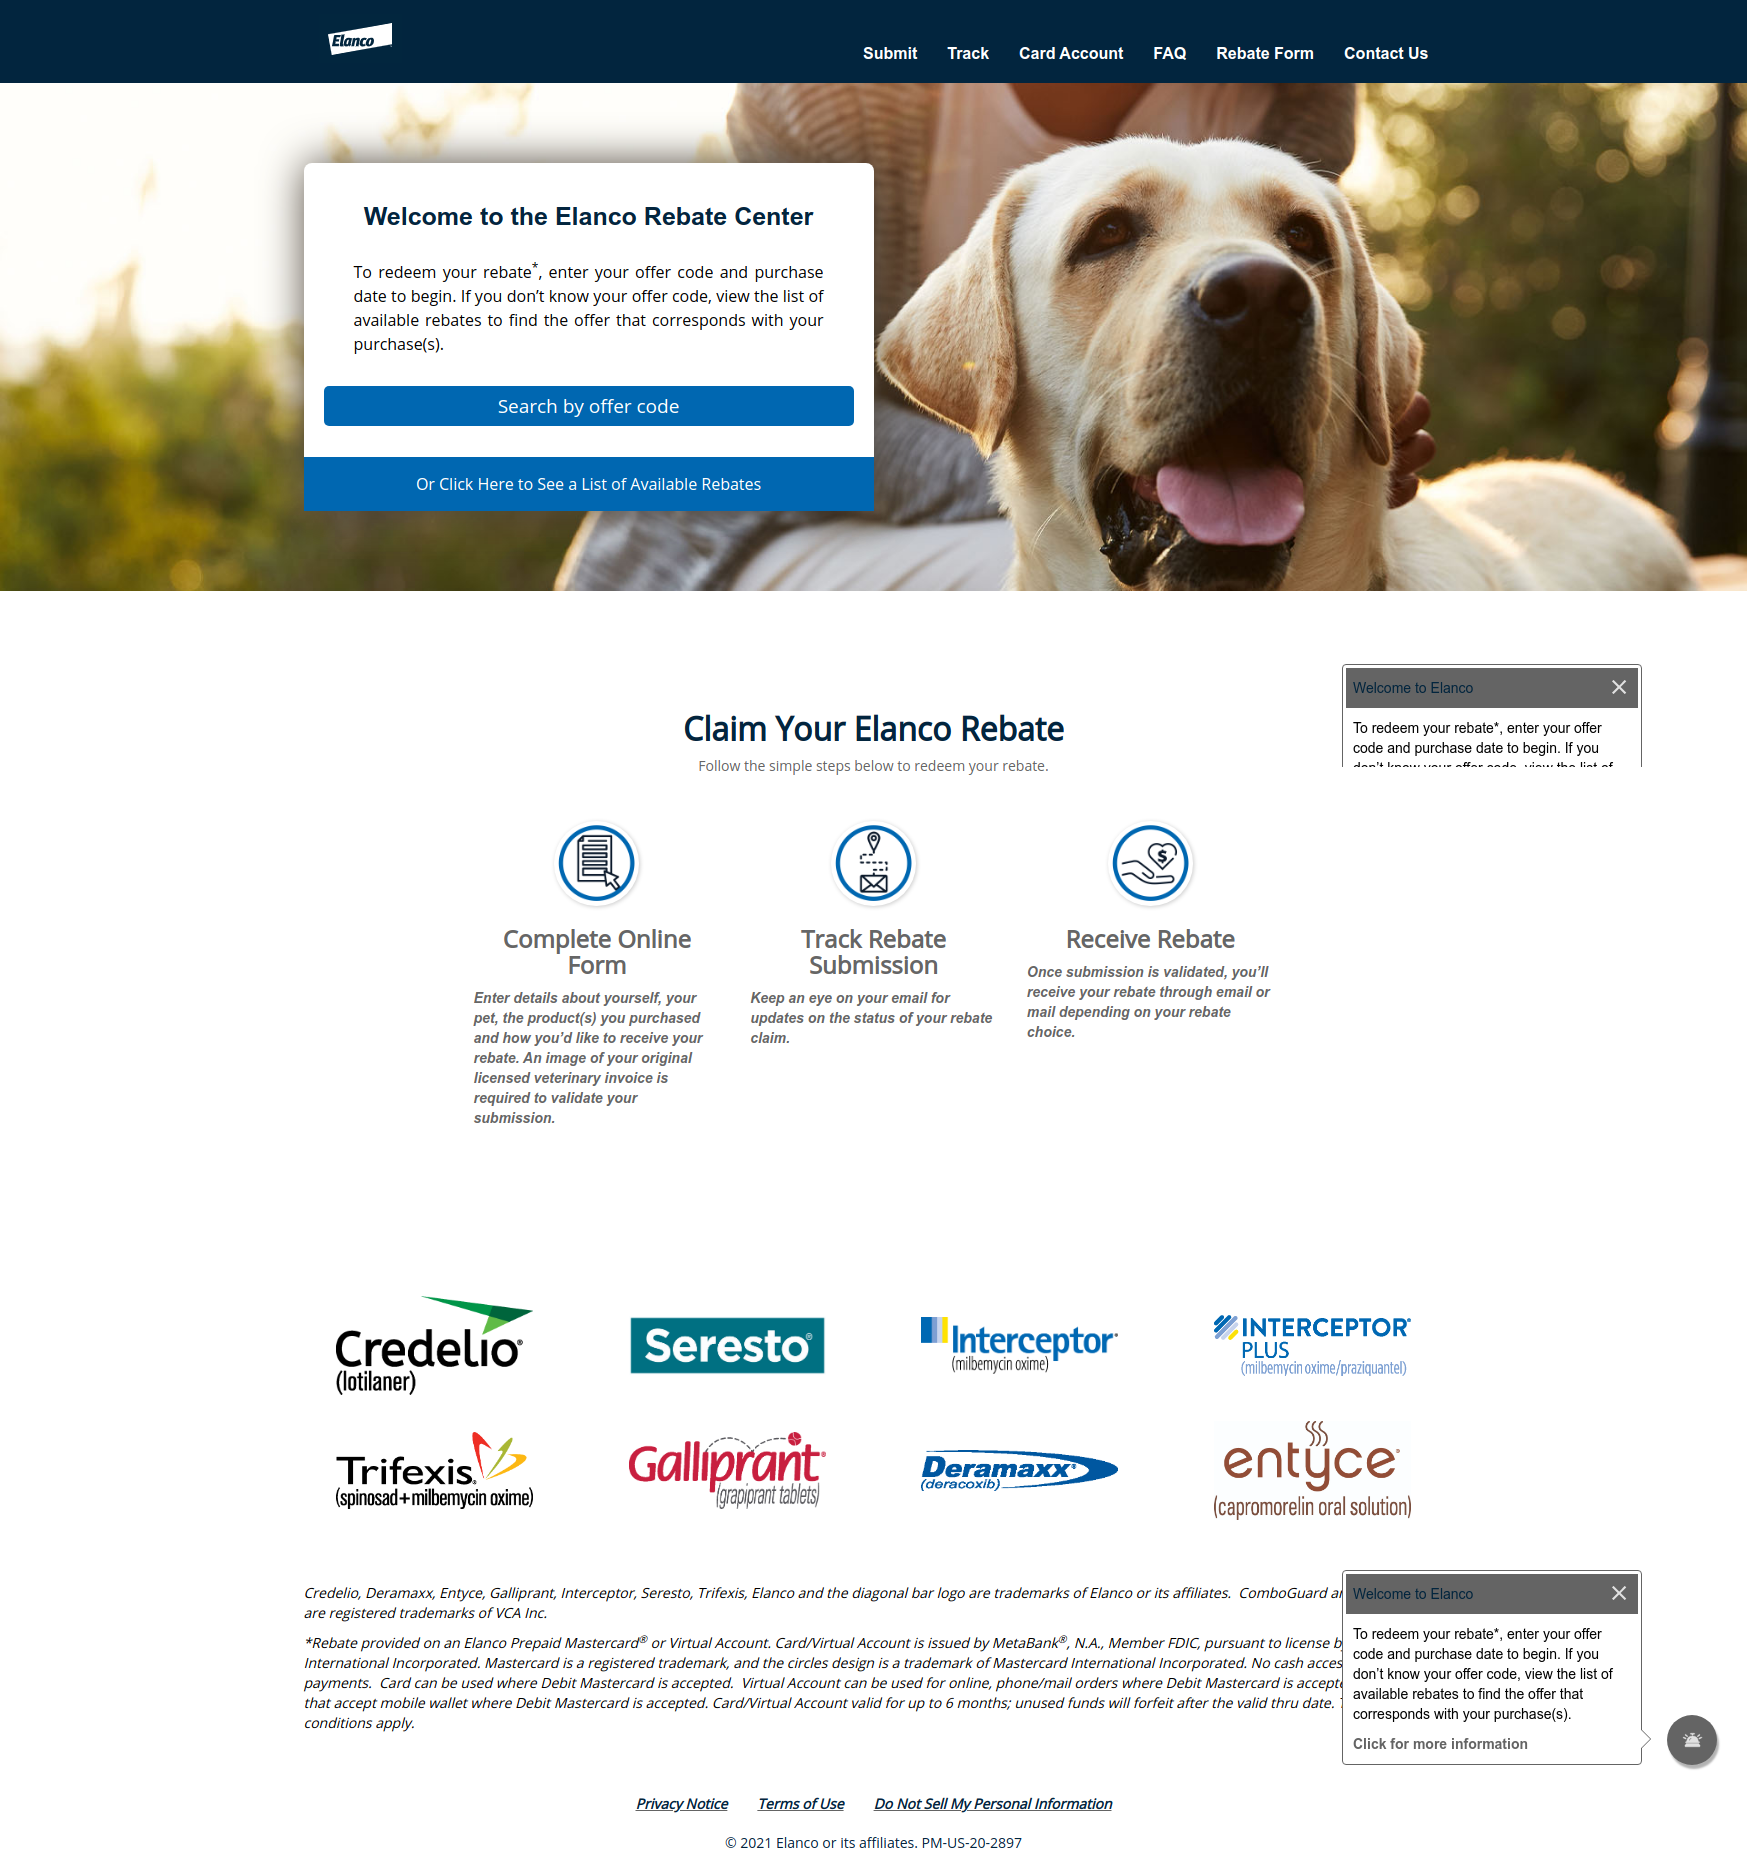 Elanco
Submit Track Card Account FAQ Rebate Form Contact Us
Welcome to the Elanco Rebate Center
To redeem your rebate*, enter your offer code and purchase
date to begin. If you don’t know your offer code, view the list of
available rebates to find the offer that corresponds with your
purchase(s).
Search by offer code
Or Click Here to See a List of Available Rebates
Welcome to Elanco
To redeem your rebate*, enter your offer
code and purchase date to begin. If you
don't know your offer code, view the list of
Claim Your Elanco Rebate
Follow the simple steps below to redeem your rebate.
Complete Online
Form
Enter details about yourself, your
pet, the product(s) you purchased
and how you’d like to receive your
rebate. An image of your original
licensed veterinary invoice is
required to validate your
submission.
Track Rebate
Submission
Keep an eye on your email for
updates on the status of your rebate
claim.
Receive Rebate
Once submission is validated, you’ll
receive your rebate through email or
mail depending on your rebate
choice.
Credelio®
(lotilaner)
Seresto®
Interceptor®
(milbemycin oxime)
INTERCEPTOR®
PLUS
(milbemycin oxime/praziquantel)
Trifexis®
(spinosad+milbemycin oxime)
Galliprant®
(grapiprant tablets)
Deramaxx®
(deracoxib)
entyce®
(capromorelin oral solution)
Credelio, Deramaxx, Entyce, Galliprant, Interceptor, Seresto, Trifexis, Elanco and the diagonal bar logo are trademarks of Elanco or its affiliates. ComboGuard
are registered trademarks of VCA Inc.
*Rebate provided on an Elanco Prepaid Mastercard® or Virtual Account. Card/Virtual Account is issued by MetaBank®, N.A., Member FDIC, pursuant to license
International Incorporated. Mastercard is a registered trademark, and the circles design is a trademark of Mastercard International Incorporated. No cash
payments. Card can be used where Debit Mastercard is accepted. Virtual Account can be used for online, phone/mail orders where Debit Mastercard is
that accept mobile wallet where Debit Mastercard is accepted. Card/Virtual Account valid for up to 6 months; unused funds will forfeit after the valid thru date.
conditions apply.
Welcome to Elanco
To redeem your rebate*, enter your offer
code and purchase date to begin. If you
don’t know your offer code, view the list of
available rebates to find the offer that
corresponds with your purchase(s).
Click for more information
Privacy Notice Terms of Use Do Not Sell My Personal Information
© 2021 Elanco or its affiliates. PM-US-20-2897